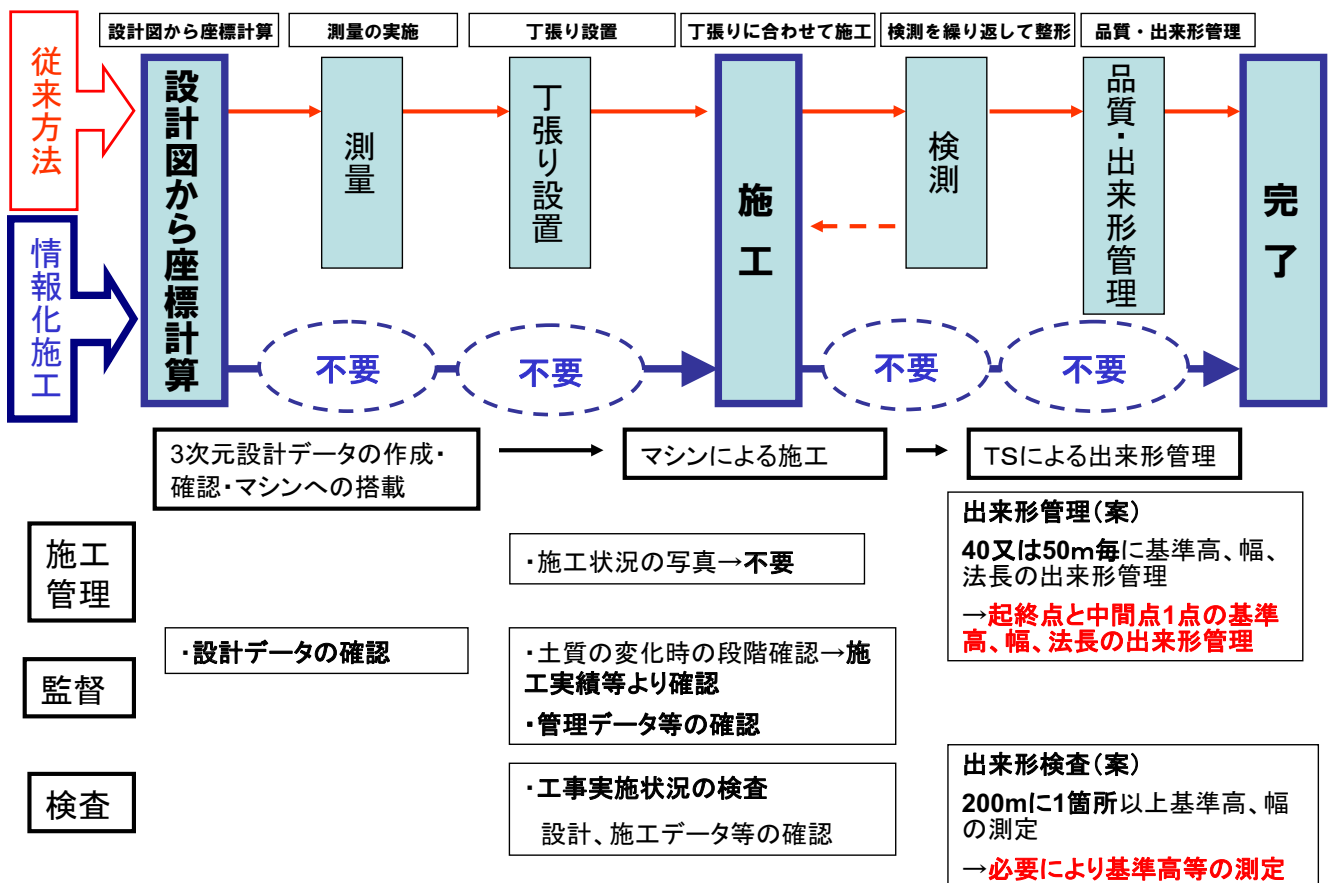 設計図から座標計算
測量の実施
丁張り設置
丁張りに合わせて施工
検測を繰り返して整形
品質・出来形管理
従来方法
情報化施工
設計図から座標計算
測量
丁張り設置
施工
検測
品質・出来形管理
完了
不要
不要
不要
不要
3次元設計データの作成・
確認・マシンへの搭載
マシンによる施工
TSによる出来形管理
施工
管理
・施工状況の写真→不要
出来形管理(案)
40又は50m毎に基準高、幅、
法長の出来形管理
→起終点と中間点1点の基準
高、幅、法長の出来形管理
監督
・設計データの確認
・土質の変化時の段階確認→施
工実績等より確認
・管理データ等の確認
検査
・工事実施状況の検査
設計、施工データ等の確認
出来形検査(案)
200mに1箇所以上基準高、幅
の測定
→必要により基準高等の測定